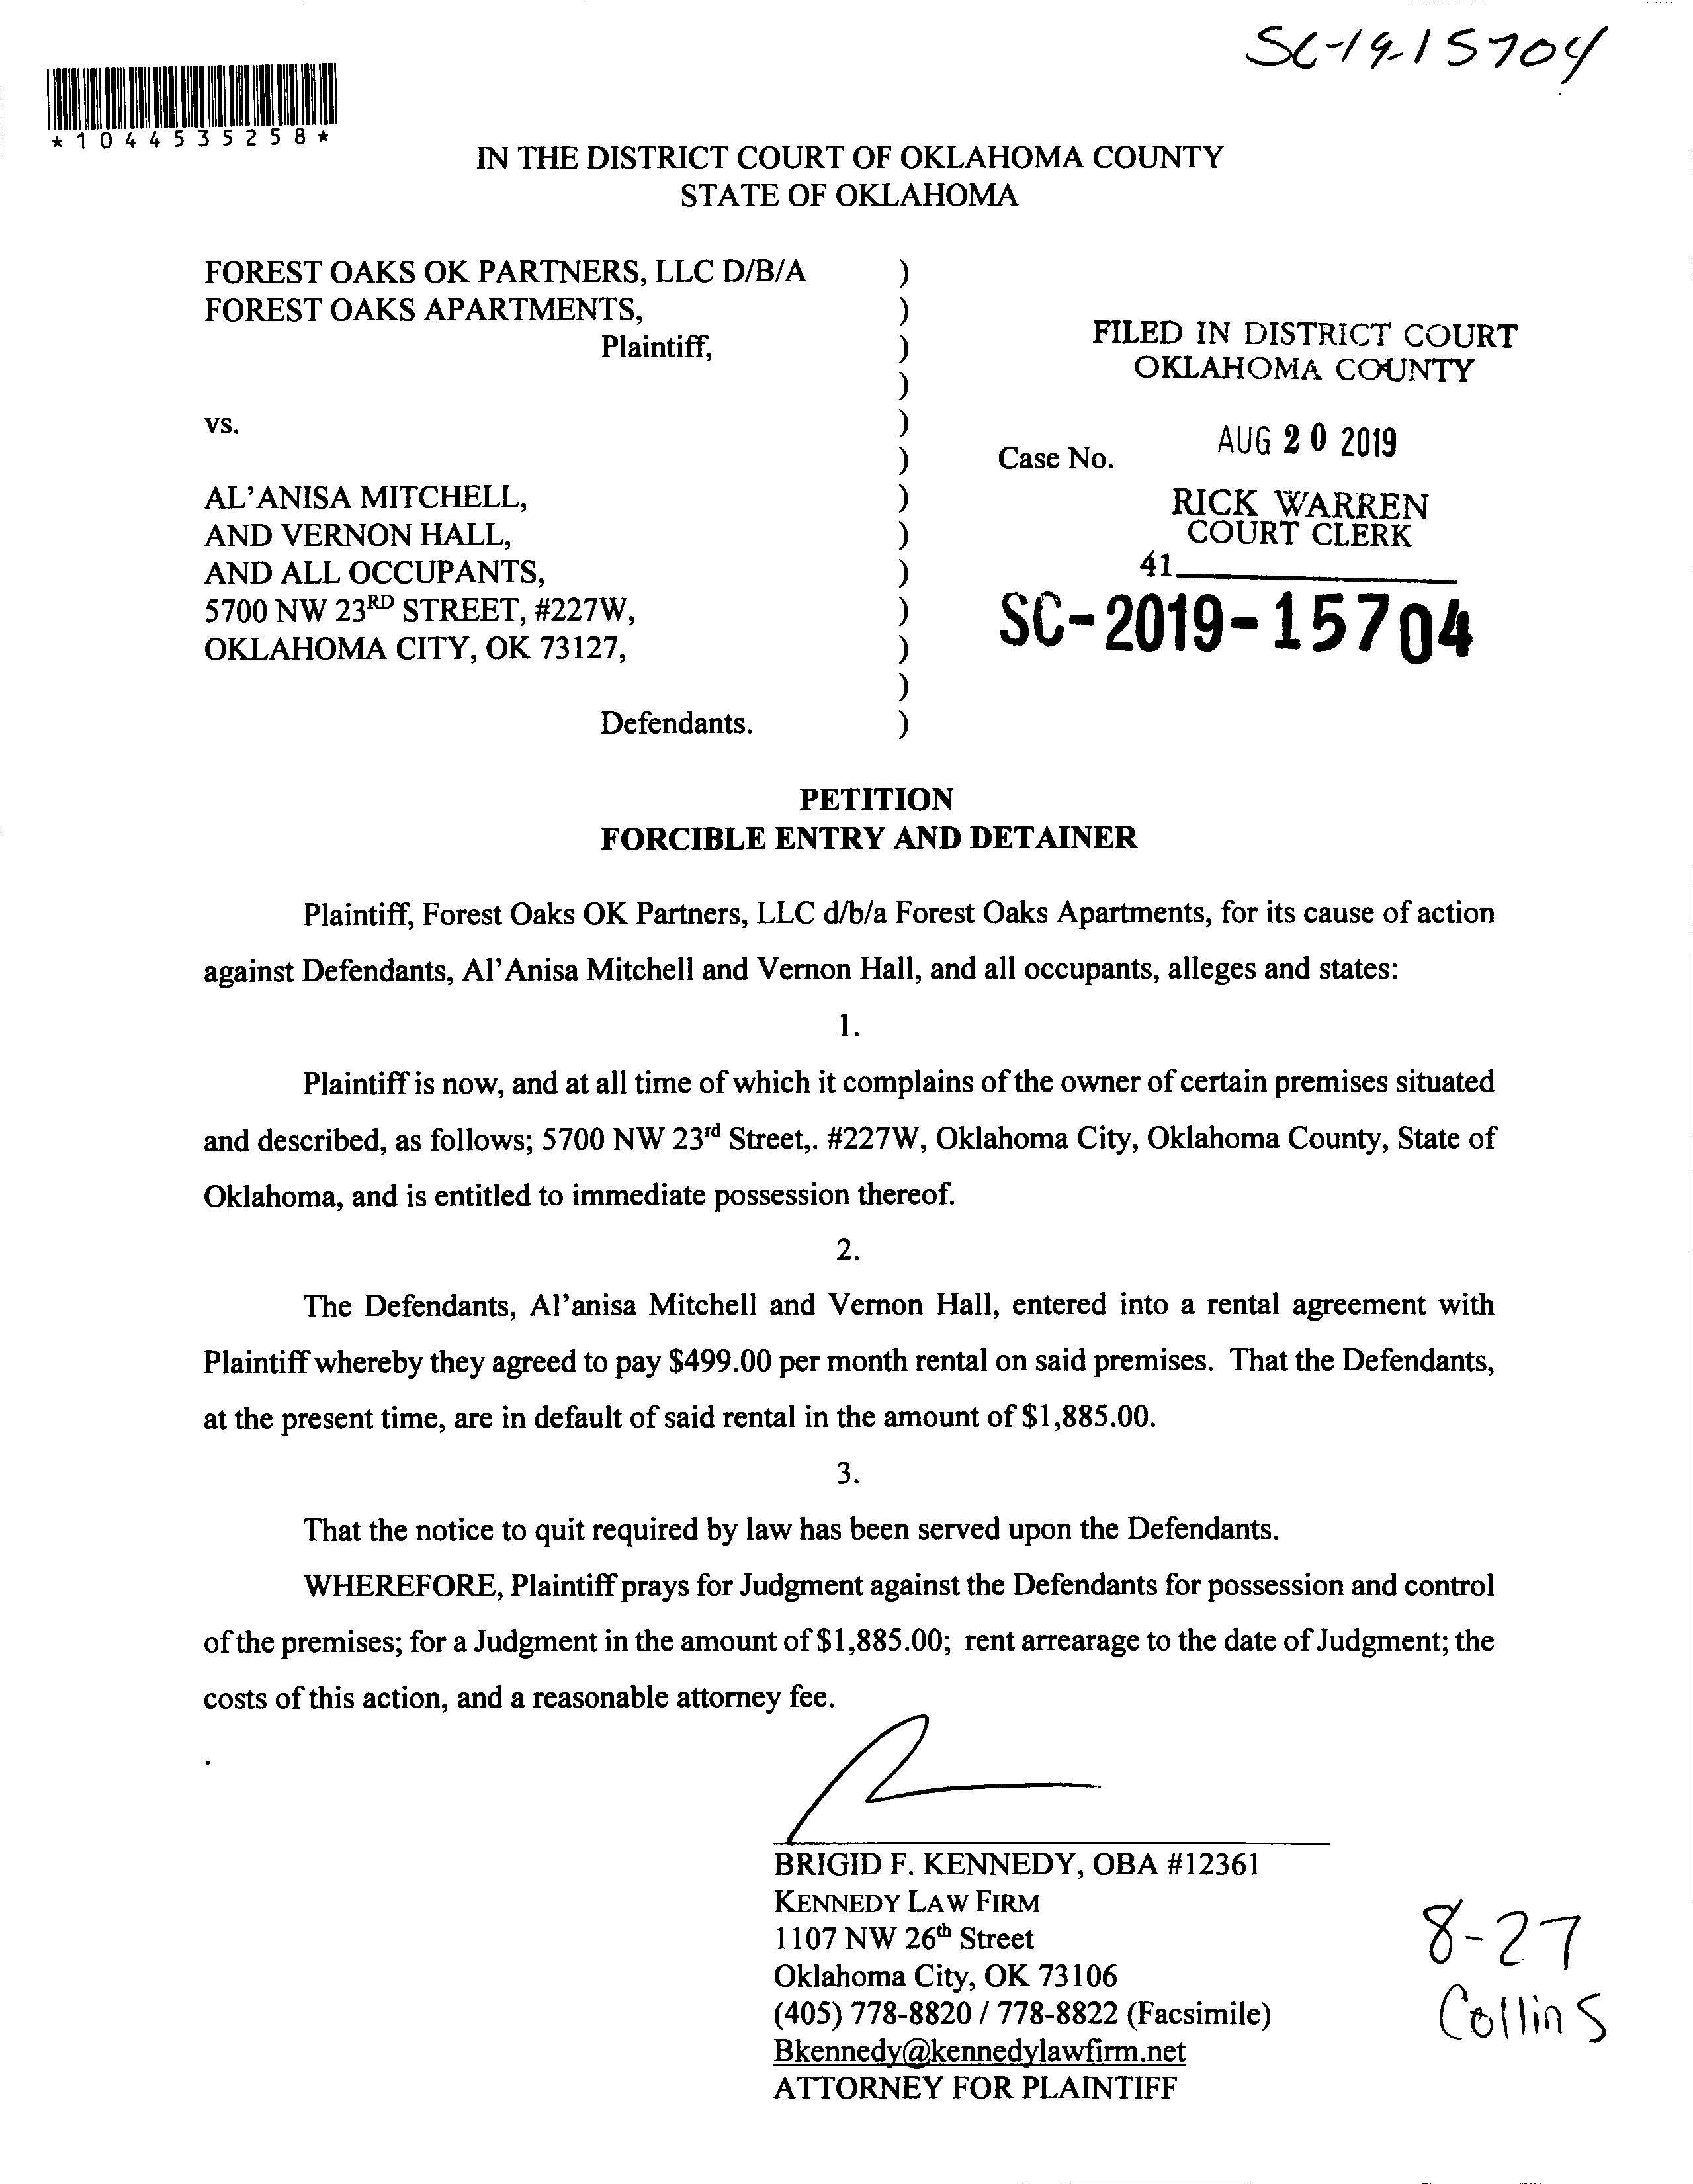 SC-19-15704
*1044535258*
IN THE DISTRICT COURT OF OKLAHOMA COUNTY
STATE OF OKLAHOMA
FOREST OAKS OK PARTNERS, LLC D/B/A )
FOREST OAKS APARTMENTS, )
Plaintiff, )
)
vs. )
)
AL'ANISA MITCHELL, )
AND VERNON HALL, )
AND ALL OCCUPANTS, )
5700 NW 23RD STREET, #227W, )
OKLAHOMA CITY, OK 73127, )
)
Defendants. )
FILED IN DISTRICT COURT
OKLAHOMA COUNTY
AUG 20 2019
Case No.
RICK WARREN
COURT CLERK
41
SC-2019-15704
PETITION
FORCIBLE ENTRY AND DETAINER
Plaintiff, Forest Oaks OK Partners, LLC d/b/a Forest Oaks Apartments, for its cause of action
against Defendants, Al'Anisa Mitchell and Vernon Hall, and all occupants, alleges and states:
1.
Plaintiff is now, and at all time of which it complains of the owner of certain premises situated
and described, as follows; 5700 NW 23rd Street,. #227W, Oklahoma City, Oklahoma County, State of
Oklahoma, and is entitled to immediate possession thereof.
2.
The Defendants, Al'anisa Mitchell and Vernon Hall, entered into a rental agreement with
Plaintiff whereby they agreed to pay $499.00 per month rental on said premises. That the Defendants,
at the present time, are in default of said rental in the amount of $1,885.00.
3.
That the notice to quit required by law has been served upon the Defendants.
WHEREFORE, Plaintiff prays for Judgment against the Defendants for possession and control
of the premises; for a Judgment in the amount of $1,885.00; rent arrearage to the date of Judgment; the
costs of this action, and a reasonable attorney fee.
BRIGID F. KENNEDY, OBA #12361
KENNEDY LAW FIRM
1107 NW 26th Street
Oklahoma City, OK 73106
(405) 778-8820 / 778-8822 (Facsimile)
Bkennedy@kennedylawfirm.net
ATTORNEY FOR PLAINTIFF
8-27
Collins